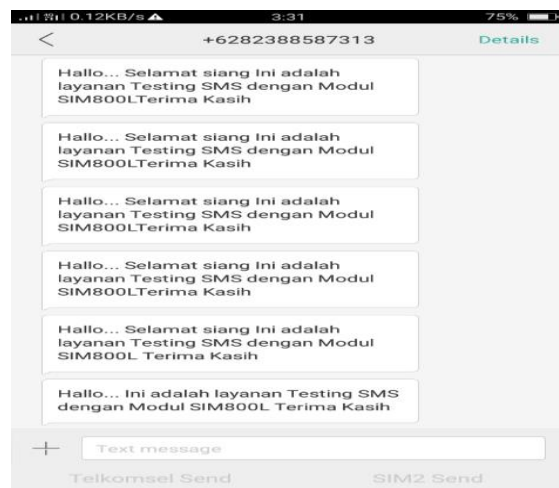 0.12KB/s
3:31
75%
+6282388587313
Details
Hallo... Selamat siang Ini adalah
layanan Testing SMS dengan Modul
SIM800LTerima Kasih
Hallo... Selamat siang Ini adalah
layanan Testing SMS dengan Modul
SIM800LTerima Kasih
Hallo... Selamat siang Ini adalah
layanan Testing SMS dengan Modul
SIM800LTerima Kasih
Hallo... Selamat siang Ini adalah
layanan Testing SMS dengan Modul
SIM800LTerima Kasih
Hallo... Selamat siang Ini adalah
layanan Testing SMS dengan Modul
SIM800L Terima Kasih
Hallo... Ini adalah layanan Testing SMS
dengan Modul SIM800L Terima Kasih
Text message
Telkomsel Send
SIM2 Send